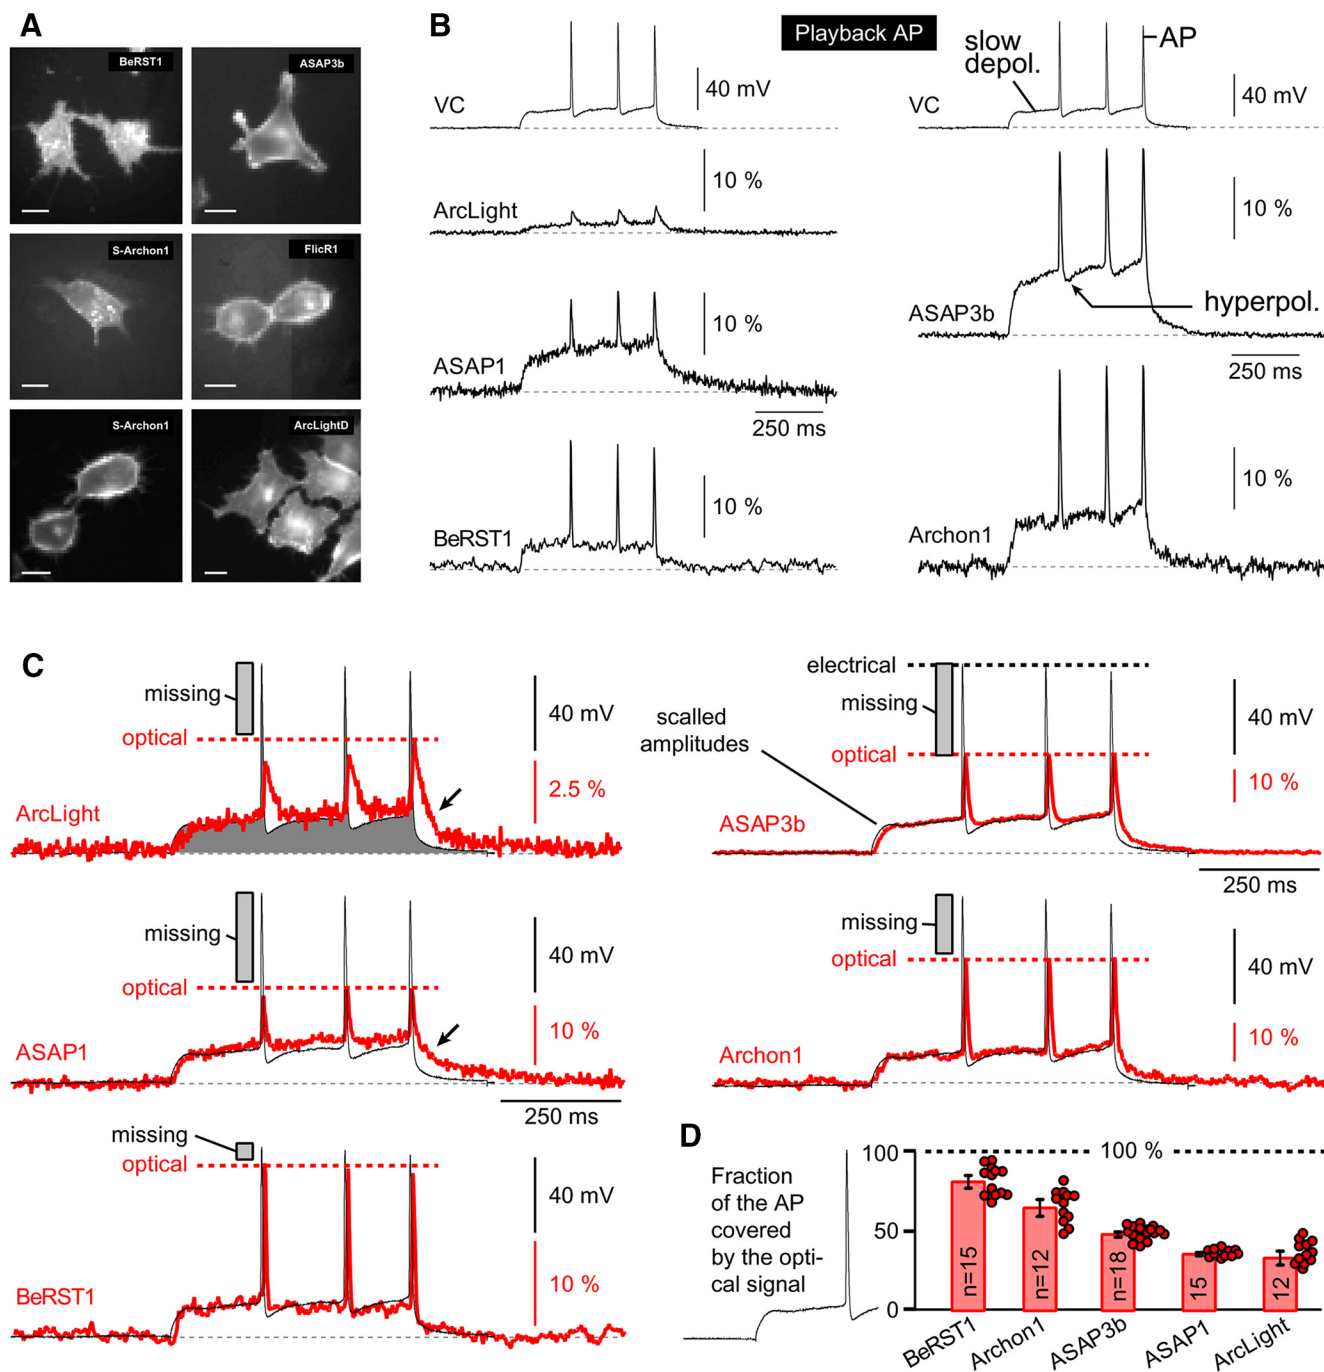 A
BeRST1
ASAP3b
S-Archon1
FlicR1
S-Archon1
ArcLightD
B
Playback AP
VC
40 mV
ArcLight
10 %
ASAP1
10 %
250 ms
BeRST1
10 %
slow
depol.
AP
VC
40 mV
10 %
hyperpol.
ASAP3b
250 ms
10 %
Archon1
C
missing
optical
40 mV
2.5 %
ArcLight
missing
optical
40 mV
10 %
ASAP1
250 ms
missing
optical
40 mV
10 %
BeRST1
electrical
missing
scalled
amplitudes
optical
40 mV
10 %
ASAP3b
250 ms
missing
optical
40 mV
10 %
Archon1
D
Fraction
of the AP
covered
by the opti-
cal signal
100
50
0
100 %
n=15
n=12
n=18
15
12
BeRST1
Archon1
ASAP3b
ASAP1
ArcLight